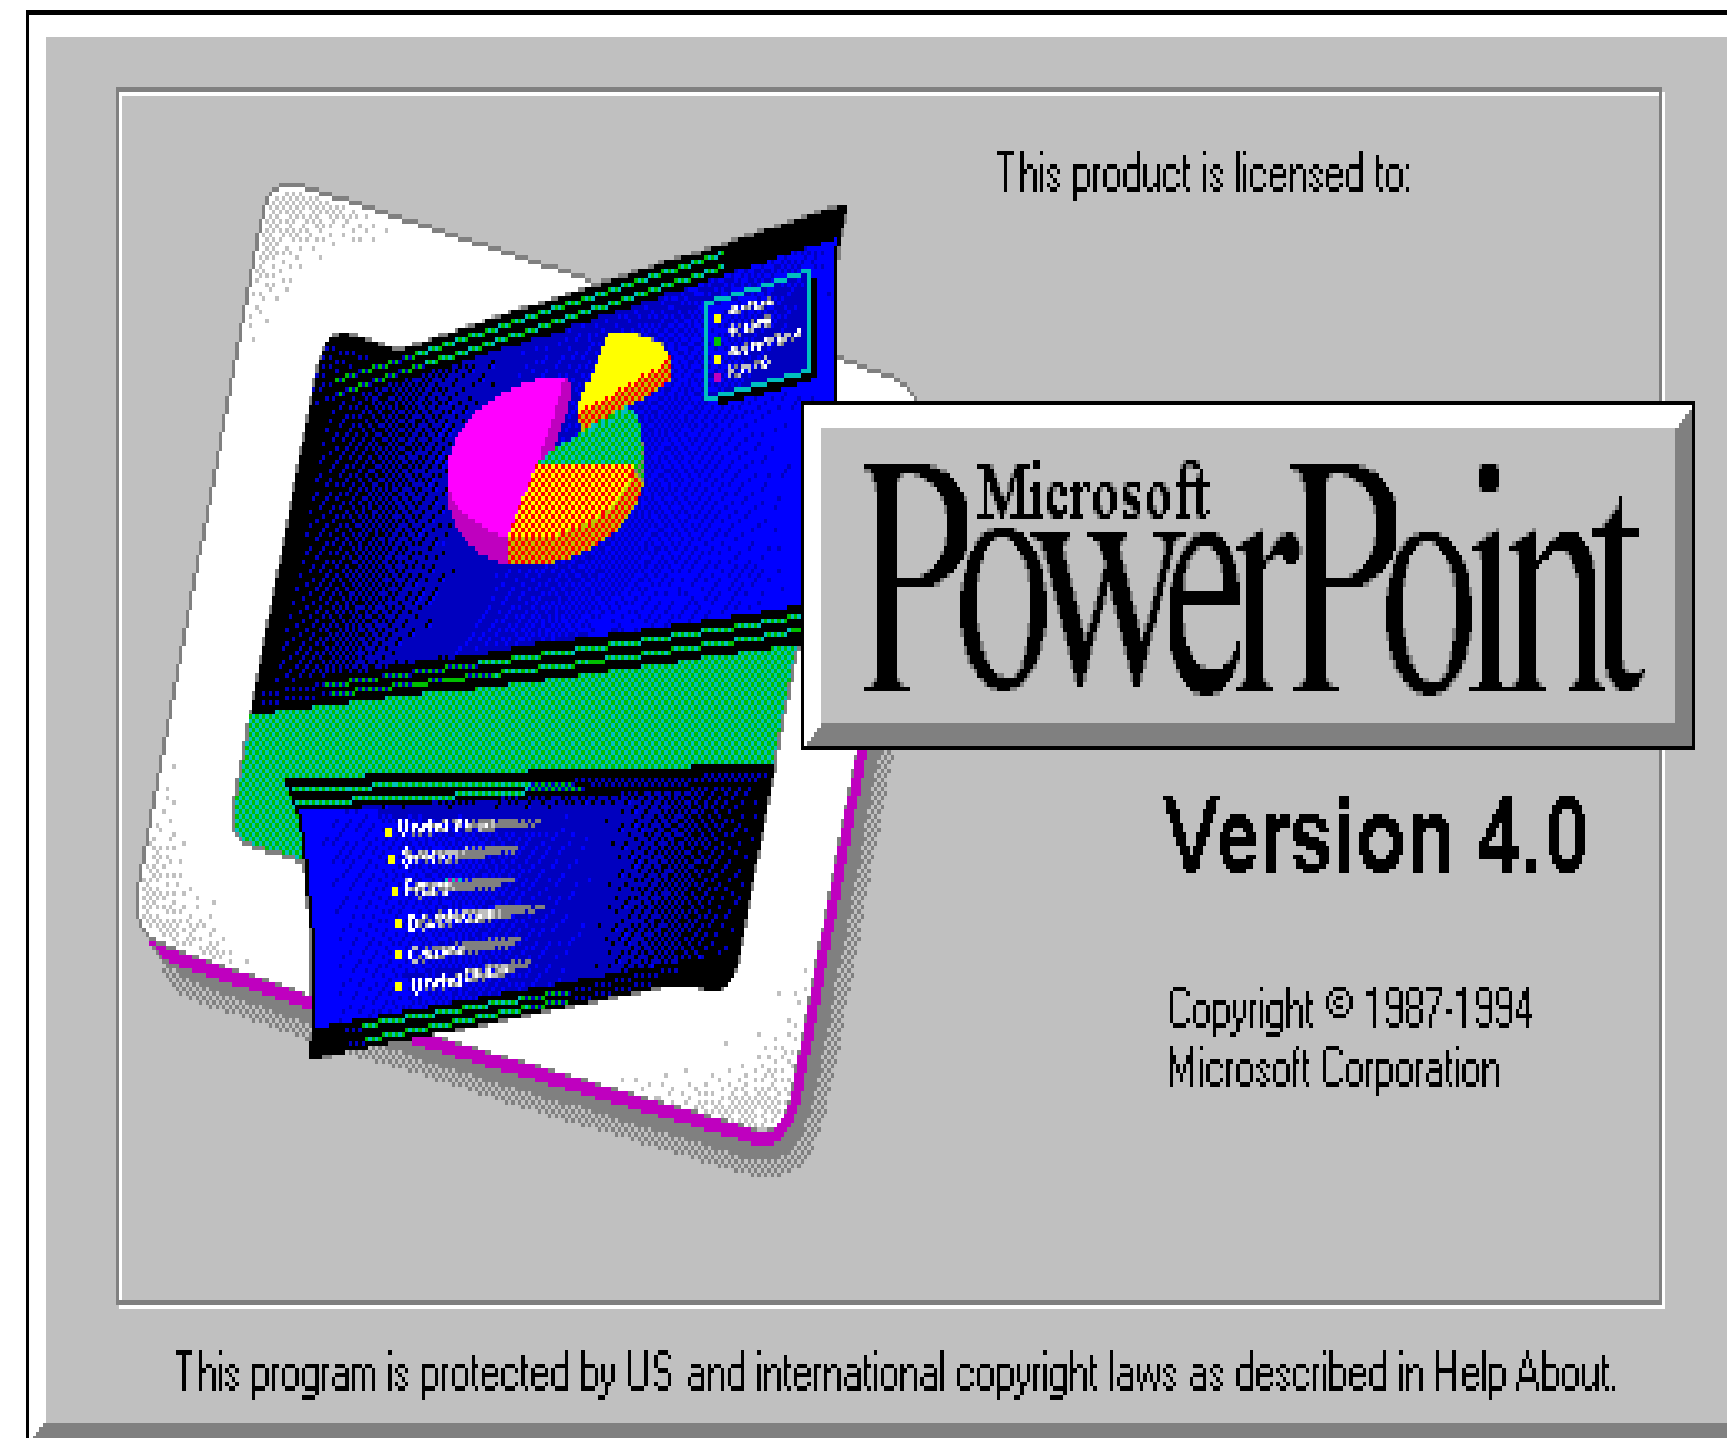 This product is licensed to:
Microsoft
PowerPoint
Version 4.0
Copyright © 1987-1994
Microsoft Corporation
This program is protected by US and international copyright laws as described in Help About.